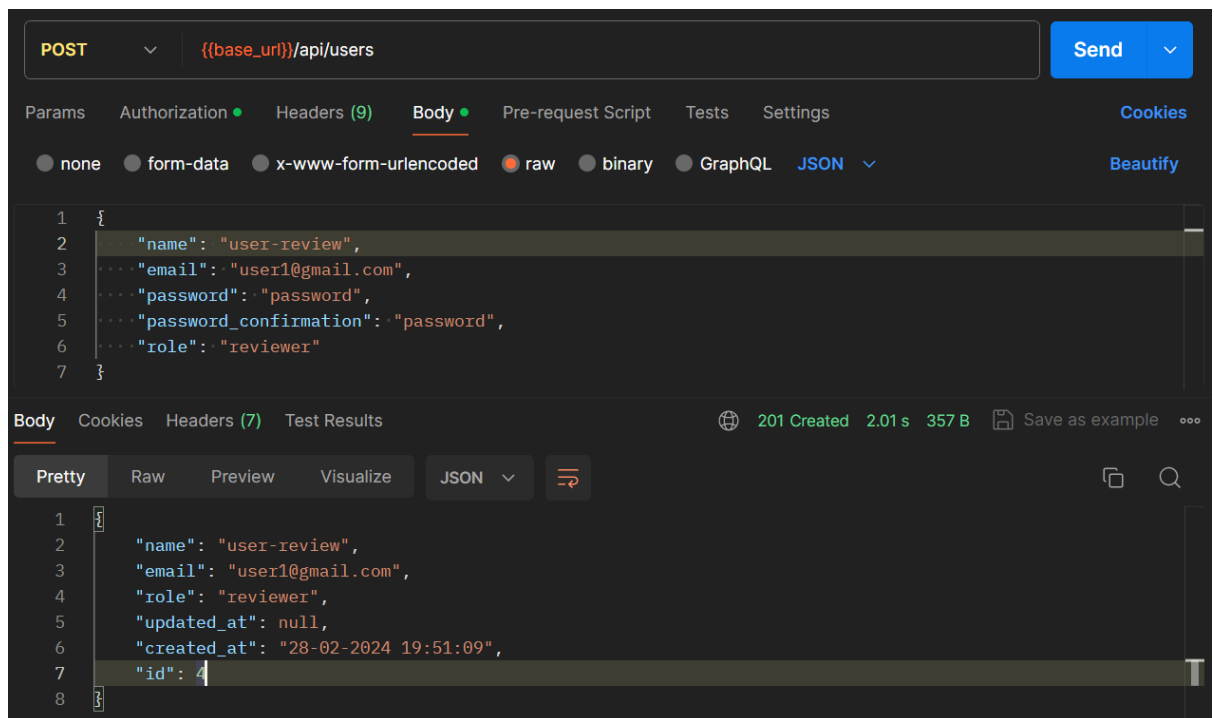 POST {{base_url}}/api/users Send
Params Authorization Headers (9) Body Pre-request Script Tests Settings Cookies
none form-data x-www-form-urlencoded raw binary GraphQL JSON Beautify
1 {
2 "name": "user-review",
3 "email": "user1@gmail.com",
4 "password": "password",
5 "password_confirmation": "password",
6 "role": "reviewer"
7 }
Body Cookies Headers (7) Test Results 201 Created 2.01 s 357 B Save as example
Pretty Raw Preview Visualize JSON
1 {
2 "name": "user-review",
3 "email": "user1@gmail.com",
4 "role": "reviewer",
5 "updated_at": null,
6 "created_at": "28-02-2024 19:51:09",
7 "id": 4
8 }